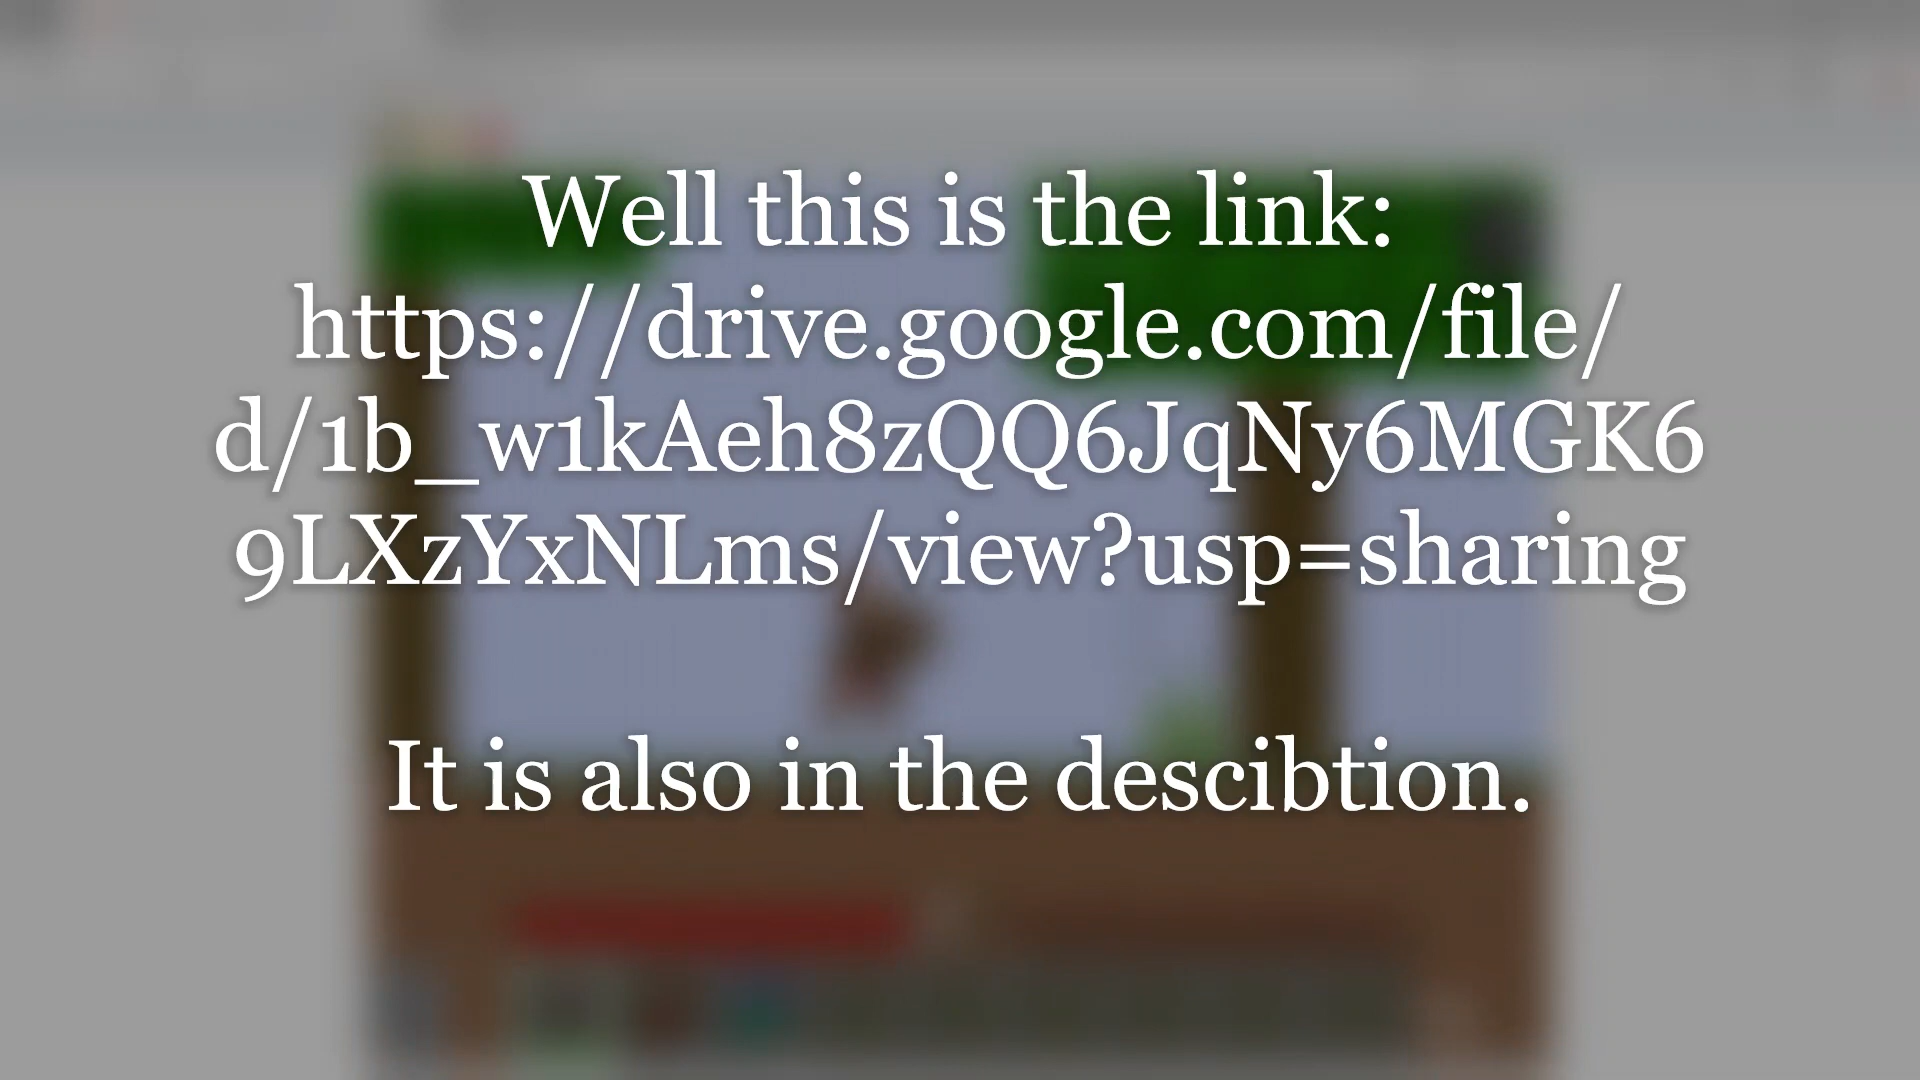 Well this is the link:
https://drive.google.com/file/
d/1b_w1kAeh8zQQ6JqNy6MGK6
9LXzYxNLms/view?usp=sharing
It is also in the descibtion.